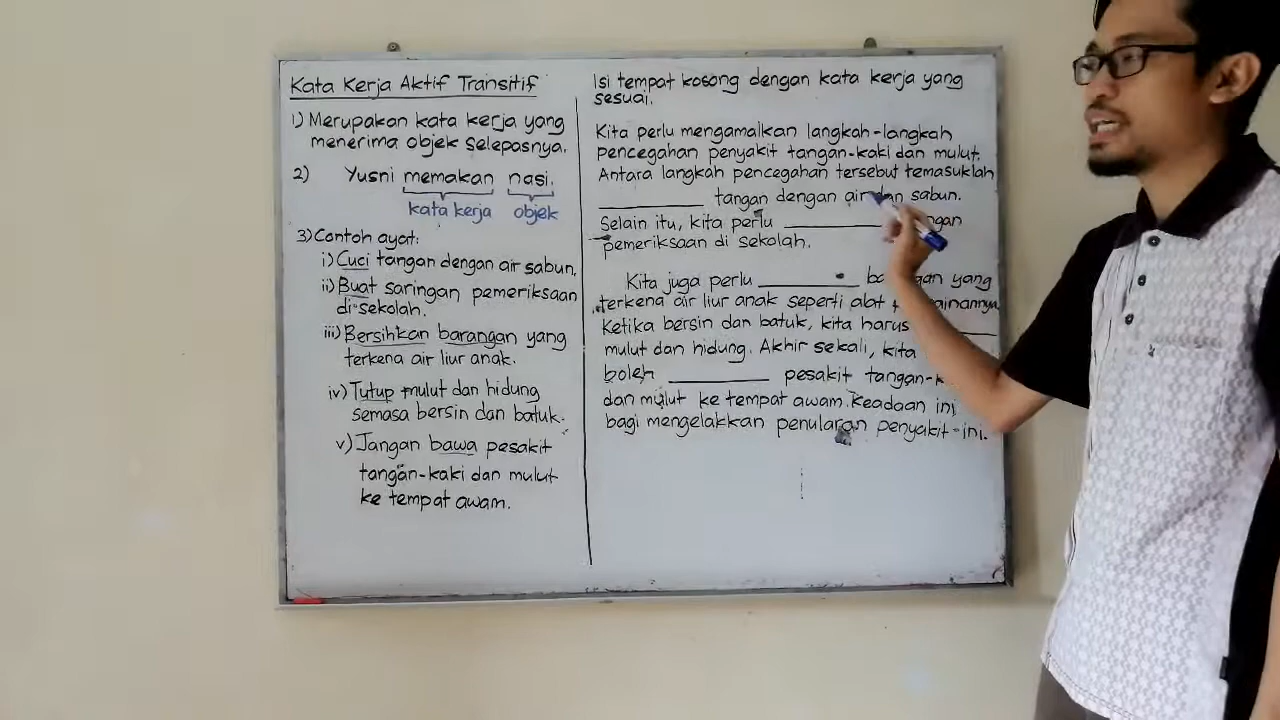 Kata Kerja Aktif Transitif
1) Merupakan kata kerja yang
menerima objek selepasnya.
2) Yusni memakan nasi.
kata kerja objek
3) Contoh ayat:
i) Cuci tangan dengan air sabun.
ii) Buat saringan pemeriksaan
di sekolah.
iii) Bersihkan barangan yang
terkena air liur anak.
iv) Tutup mulut dan hidung
semasa bersin dan batuk.
v) Jangan bawa pesakit
tangan-kaki dan mulut
ke tempat awam.
Isi tempat kosong dengan kata kerja yang
sesuai.
Kita perlu mengamalkan langkah-langkah
pencegahan penyakit tangan-kaki dan mulut.
Antara langkah pencegahan tersebut temasuklah
__________ tangan dengan air dan sabun.
Selain itu, kita perlu __________
pemeriksaan di sekolah.
Kita juga perlu __________ yang
terkena air liur anak seperti alat
Ketika bersin dan batuk, kita harus
mulut dan hidung. Akhir sekali, kita
boleh __________ pesakit
dan mulut ke tempat awam. Keadaan ini
bagi mengelakkan penularan penyakit ini.